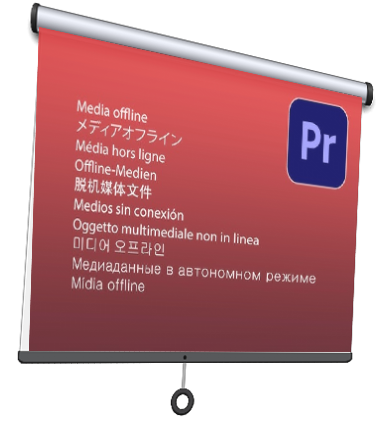 Media offline
メディアオフライン
Média hors ligne
Offline-Medien
脱机媒体文件
Medios sin conexión
Oggetto multimediale non in linea
미디어 오프라인
Медиаданные в автономном режиме
Mídia offline
Pr